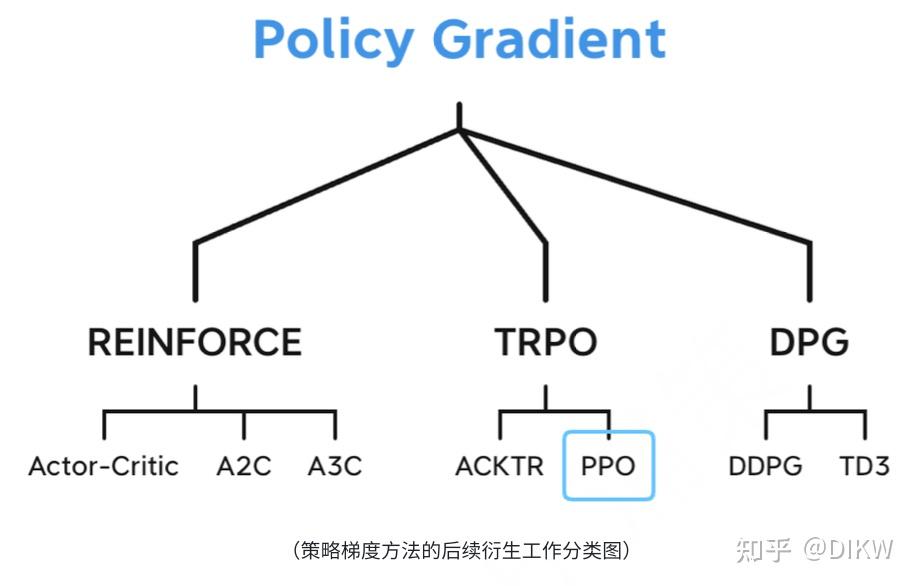 Policy Gradient
REINFORCE TRPO DPG
Actor-Critic A2C A3C ACKTR PPO DDPG TD3
（策略梯度方法的后续衍生工作分类图）
知乎 @DIKW